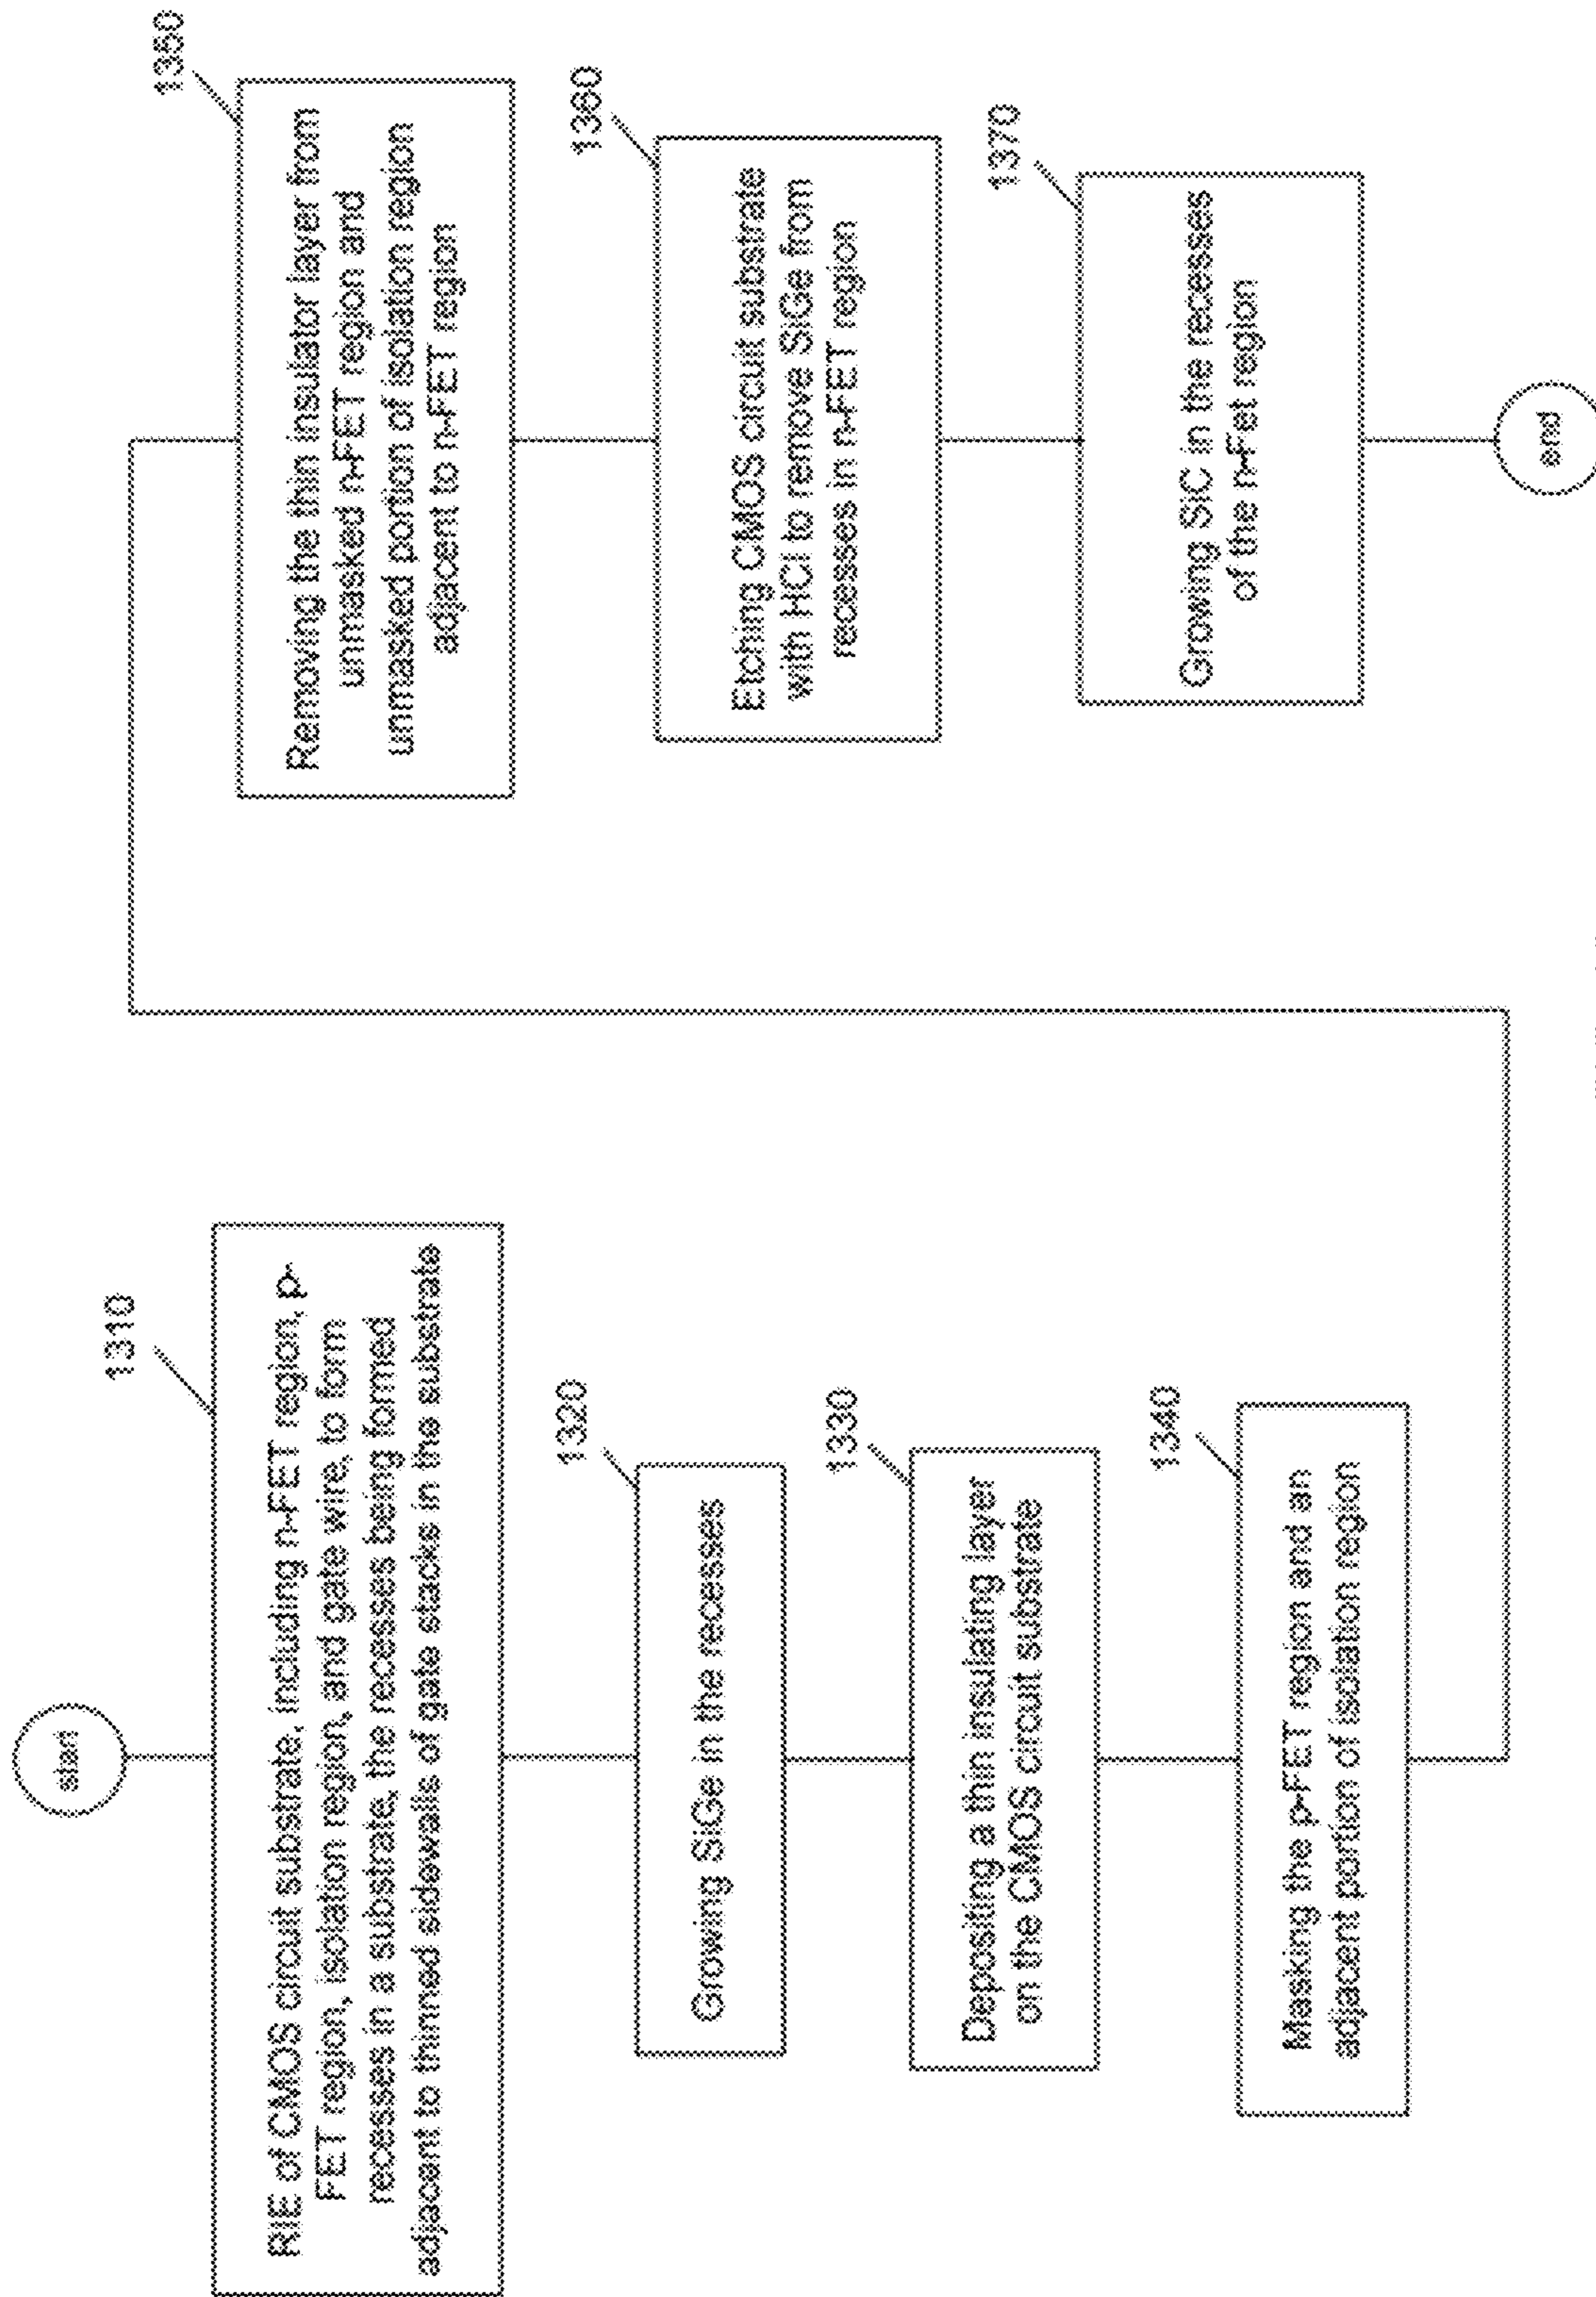 start
1310
RIE of CMOS circuit substrate, including n-FET region, p-
FET region, isolation region, and gate wire, to form
recesses in a substrate, the recesses being formed
adjacent to thinned sidewalls of gate stacks in the substrate
1320
Growing SiGe in the recesses
1330
Depositing a thin insulating layer
on the CMOS circuit substrate
1340
Masking the p-FET region and an
adjacent portion of isolation region
1350
Removing the thin insulator layer from
unmasked n-FET region and
unmasked portion of isolation region
adjacent to n-FET region
1360
Etching CMOS circuit substrate
with HCl to remove SiGe from
recesses in n-FET region
1370
Growing SiC in the recesses
of the n-Fet region
end